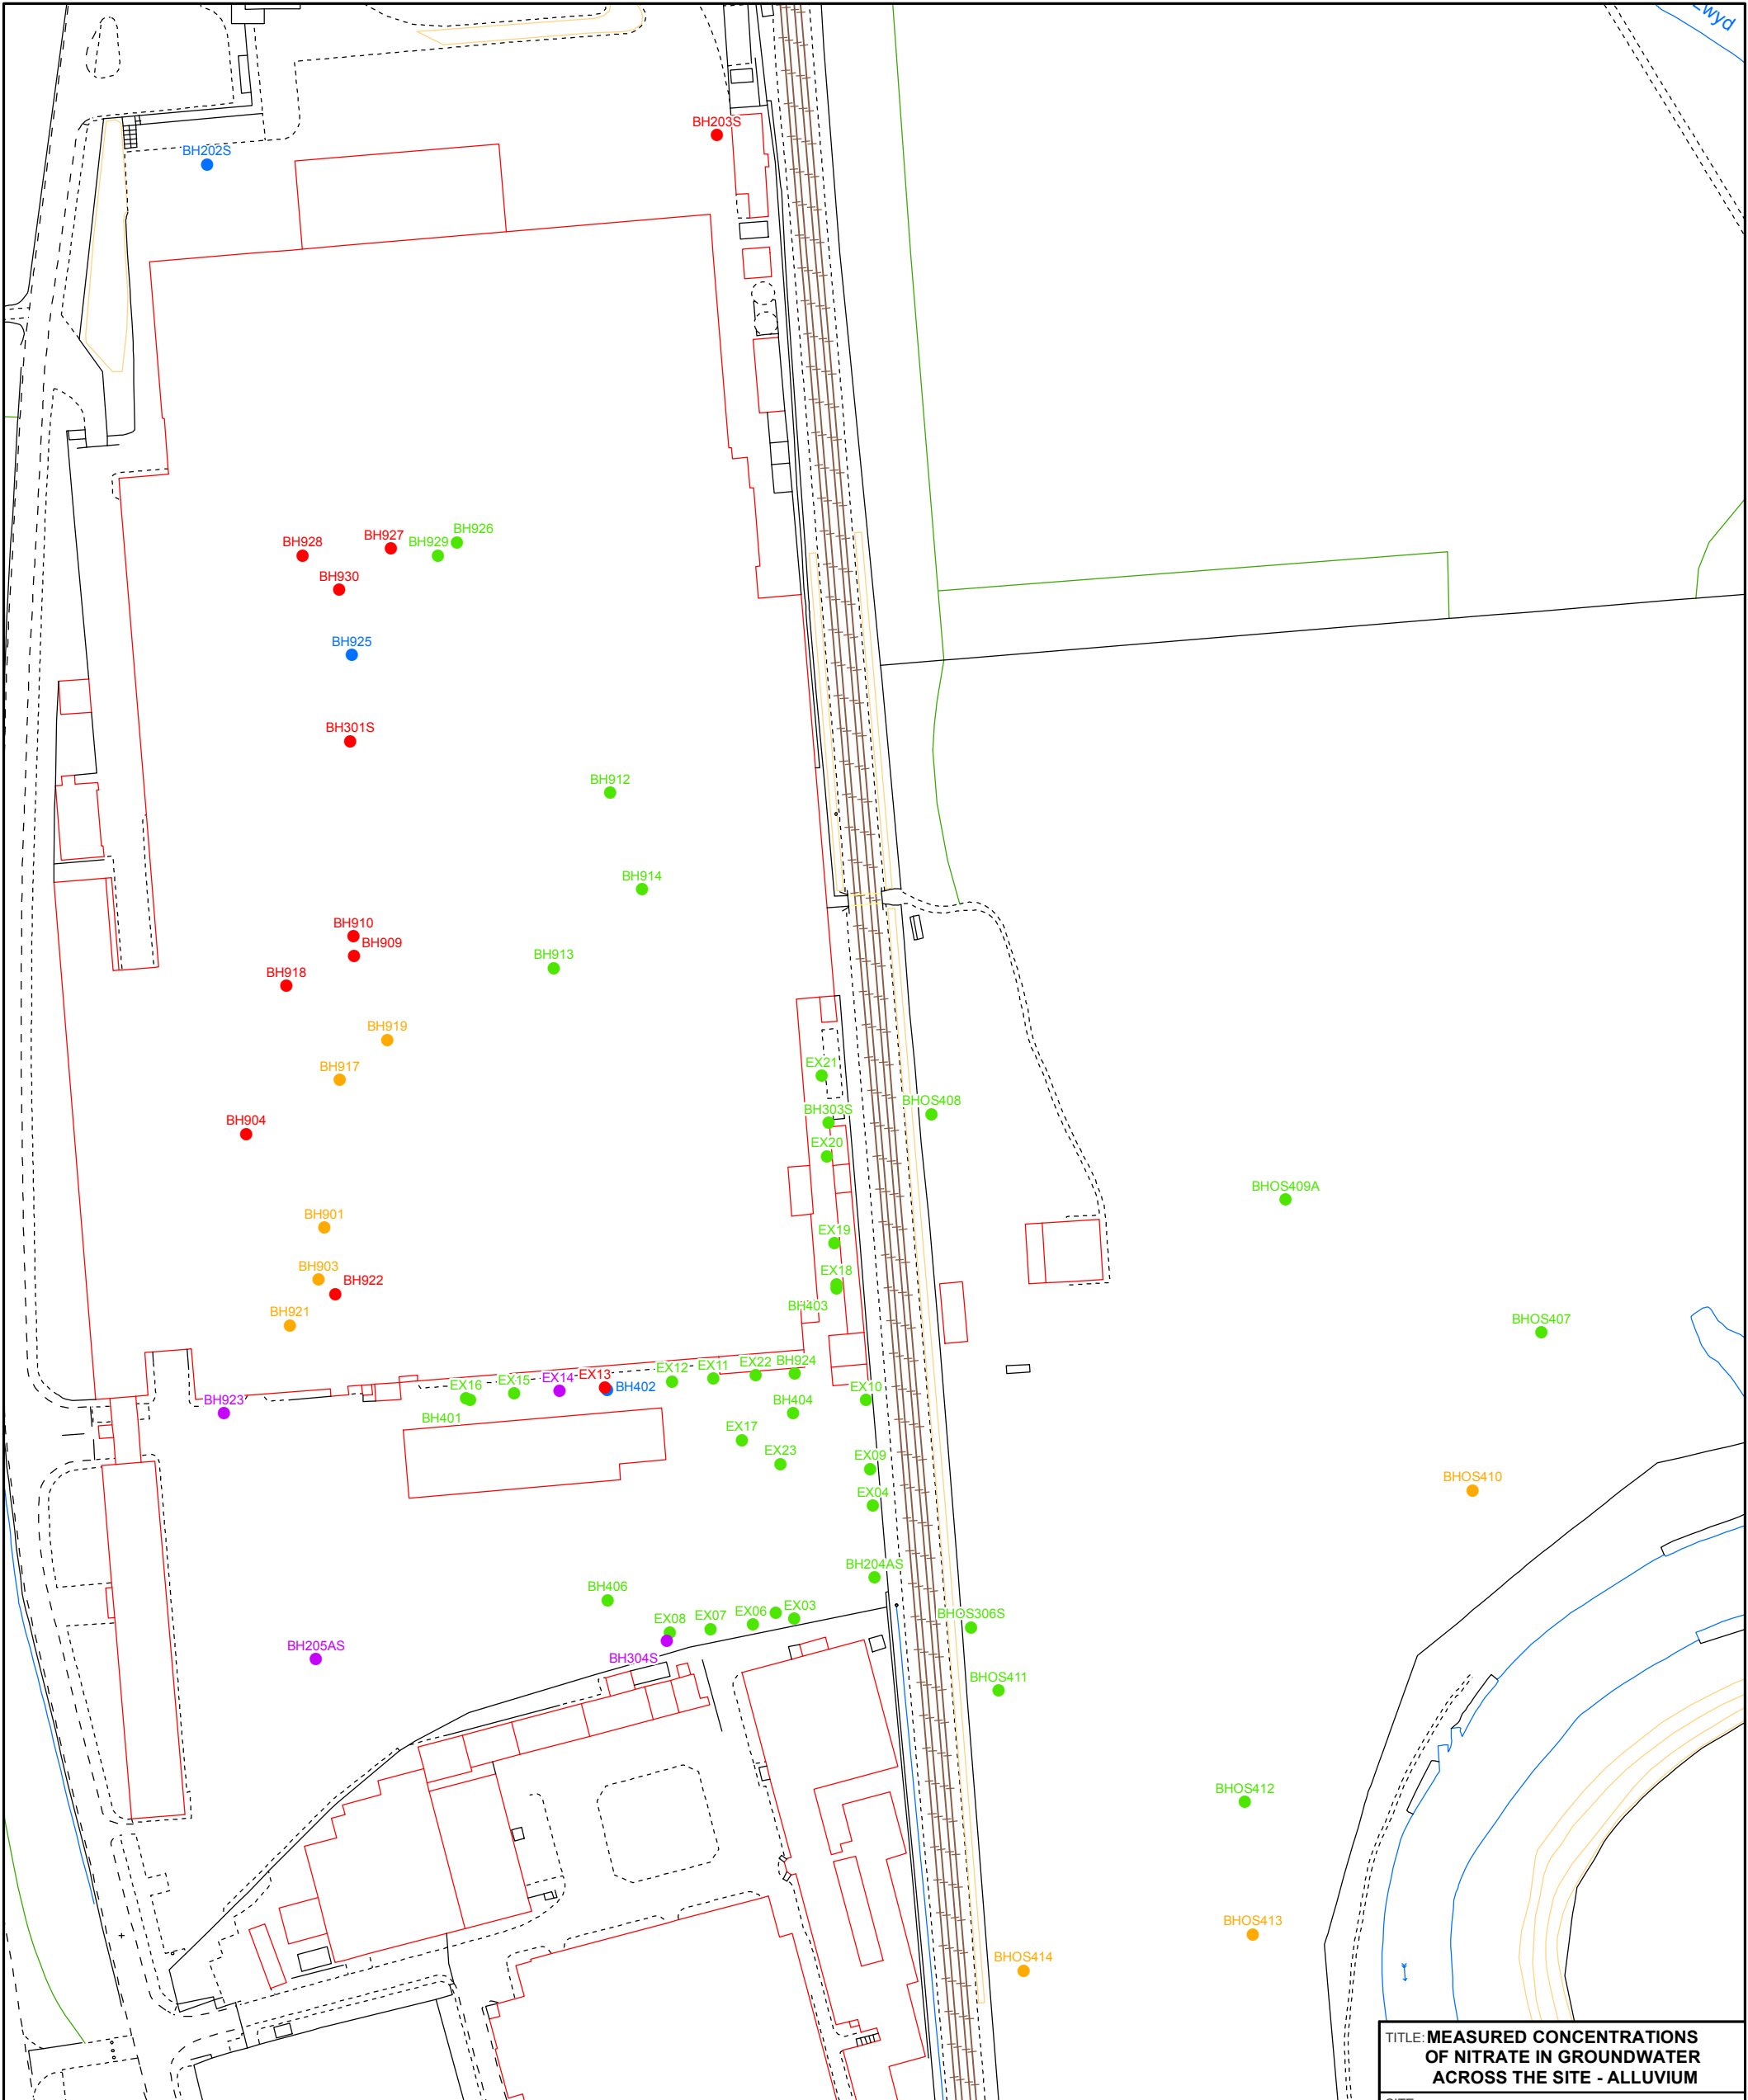 Lwyd
BH203S
BH202S
BH926
BH927
BH928
BH929
BH930
BH925
BH301S
BH912
BH914
BH910
BH909
BH913
BH918
BH919
EX21
BH917
BHOS408
BH303S
BH904
EX20
BHOS409A
BH901
EX19
EX18
BH903
BH922
BH403
BH921
BHOS407
EX12
EX11
EX22
BH924
EX16
EX15
EX14
EX13
BH402
BH923
BH404
EX10
BH401
EX17
EX23
EX09
BHOS410
EX04
BH204AS
BH406
EX08
EX07
EX06
EX03
BHOS306S
BH205AS
BH304S
BHOS411
BHOS412
BHOS413
BHOS414
TITLE: MEASURED CONCENTRATIONS
OF NITRATE IN GROUNDWATER
ACROSS THE SITE - ALLUVIUM